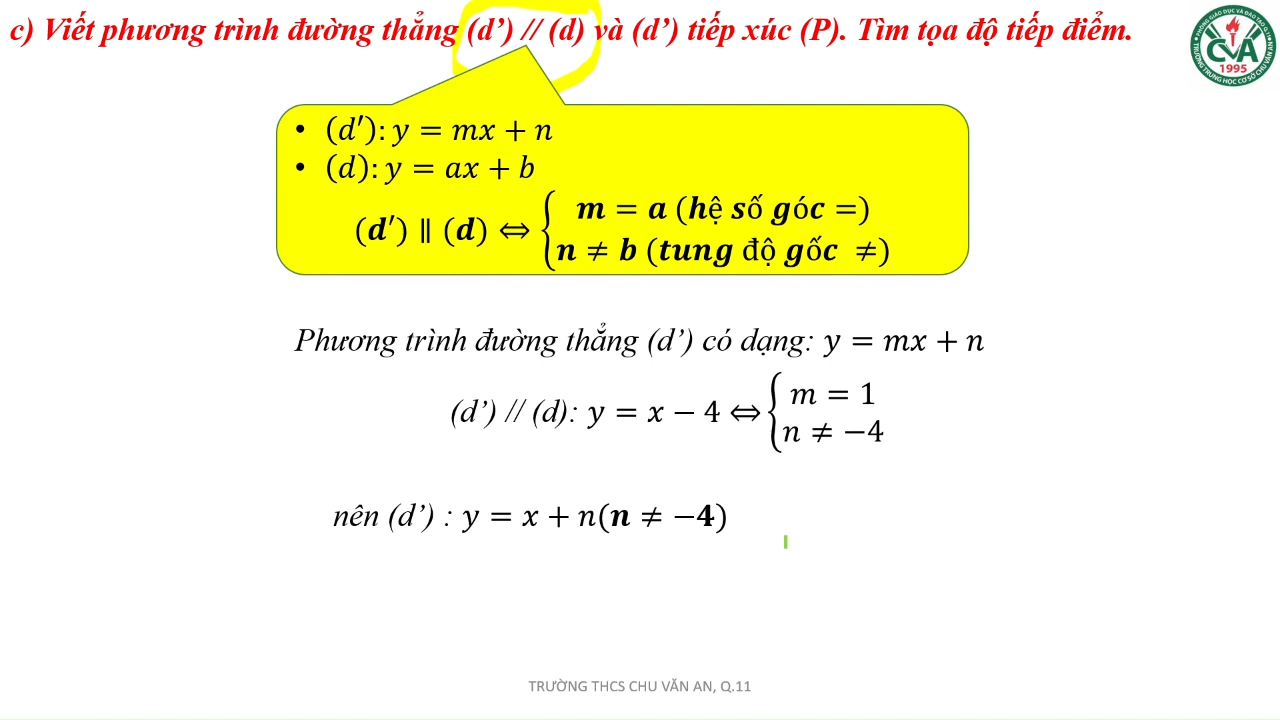 c) Viết phương trình đường thẳng (d’) // (d) và (d’) tiếp xúc (P). Tìm tọa độ tiếp điểm.
CVA
1995
• (d′): y = mx + n
• (d): y = ax + b
(d′) ∥ (d) ⇔ { m = a (hệ số góc =)
n ≠ b (tung độ gốc ≠)
Phương trình đường thẳng (d’) có dạng: y = mx + n
(d’) // (d): y = x − 4 ⇔ { m = 1
n ≠ −4
nên (d’) : y = x + n(n ≠ −4)
TRƯỜNG THCS CHU VĂN AN, Q.11